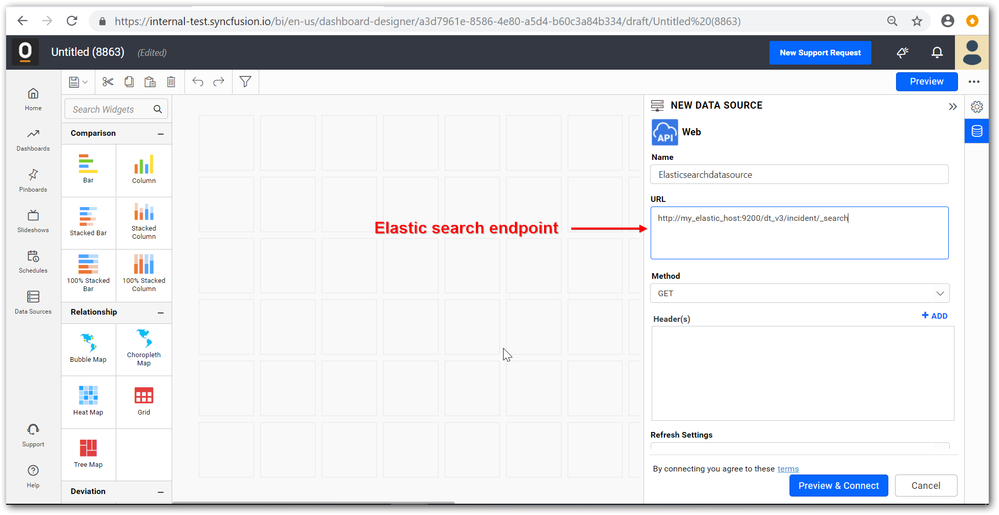 https://internal-test.syncfusion.io/bi/en-us/dashboard-designer/a3d7961e-8586-4e80-a5d4-b60c3a84b334/draft/Untitled%20(8863)
Untitled (8863) (Edited)
New Support Request
Preview
Home
Dashboards
Pinboards
Slideshows
Schedules
Data Sources
Support
Help
Search Widgets
Comparison
Bar
Column
Stacked Bar
Stacked
Column
100% Stacked
Bar
100% Stacked
Column
Relationship
Bubble Map
Choropleth
Map
Heat Map
Grid
Tree Map
Deviation
Elastic search endpoint
NEW DATA SOURCE
API
Web
Name
Elasticsearchdatasource
URL
http://my_elastic_host:9200/dt_v3/incident/_search
Method
GET
Header(s)
+ ADD
Refresh Settings
By connecting you agree to these terms
Preview & Connect
Cancel